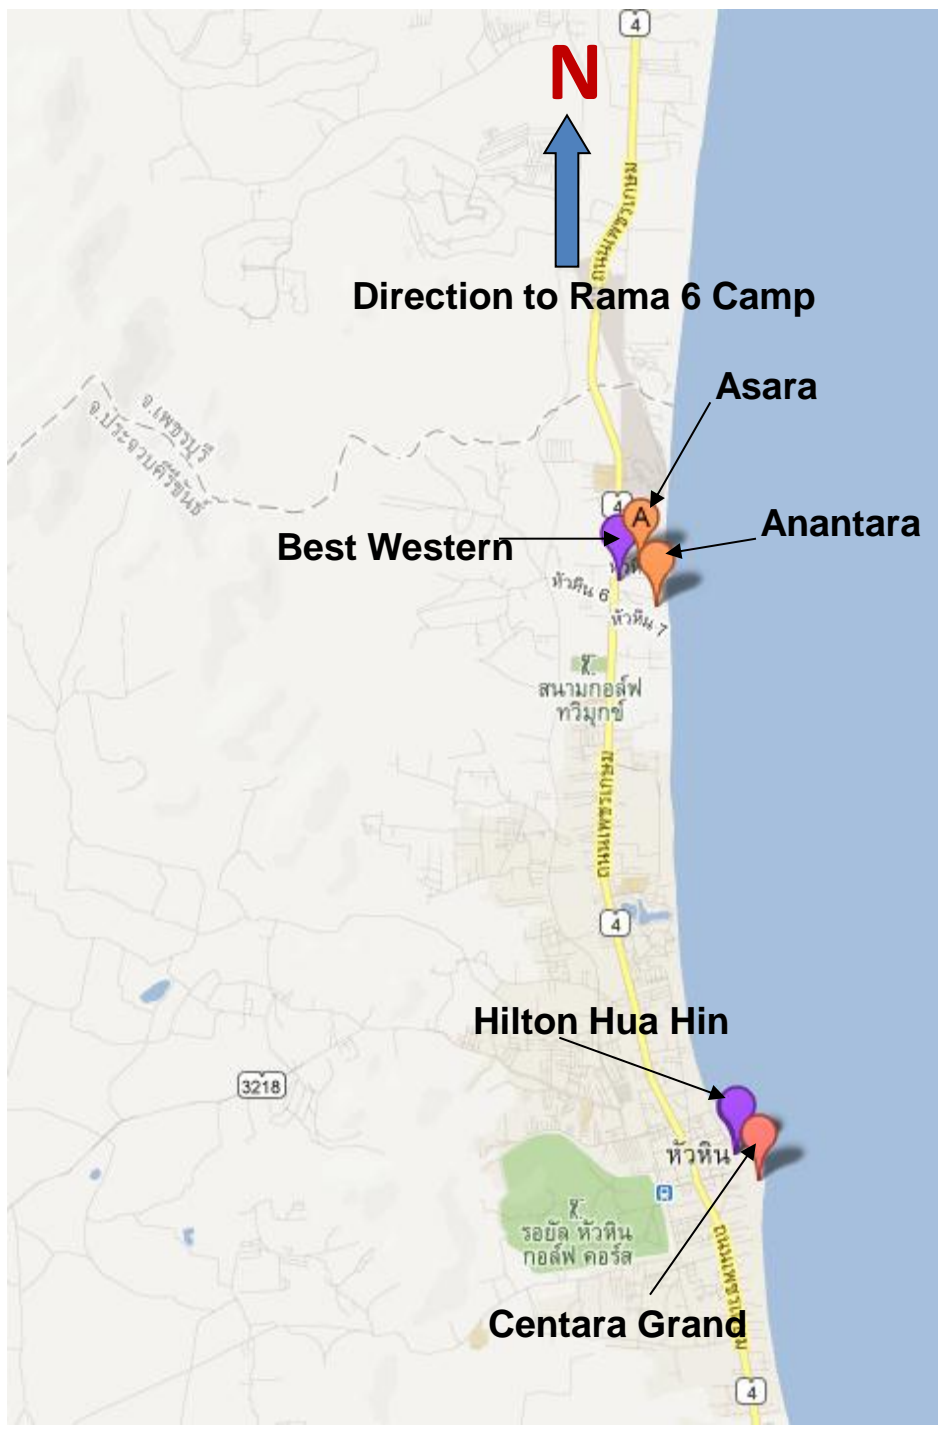 4
N
ถนนเพชรเกษม
Direction to Rama 6 Camp
Asara
จ.เพชรบุรี
จ.ประจวบคีรีขันธ์
4
A
Anantara
Best Western
หัวหิน 6
หัวหิน 7
สนามกอล์ฟ
ทวิมุกข์
ถนนเพชรเกษม
4
Hilton Hua Hin
3218
หัวหิน
รอยัล หัวหิน
กอล์ฟ คอร์ส
ถนนเพชรเกษม
Centara Grand
4